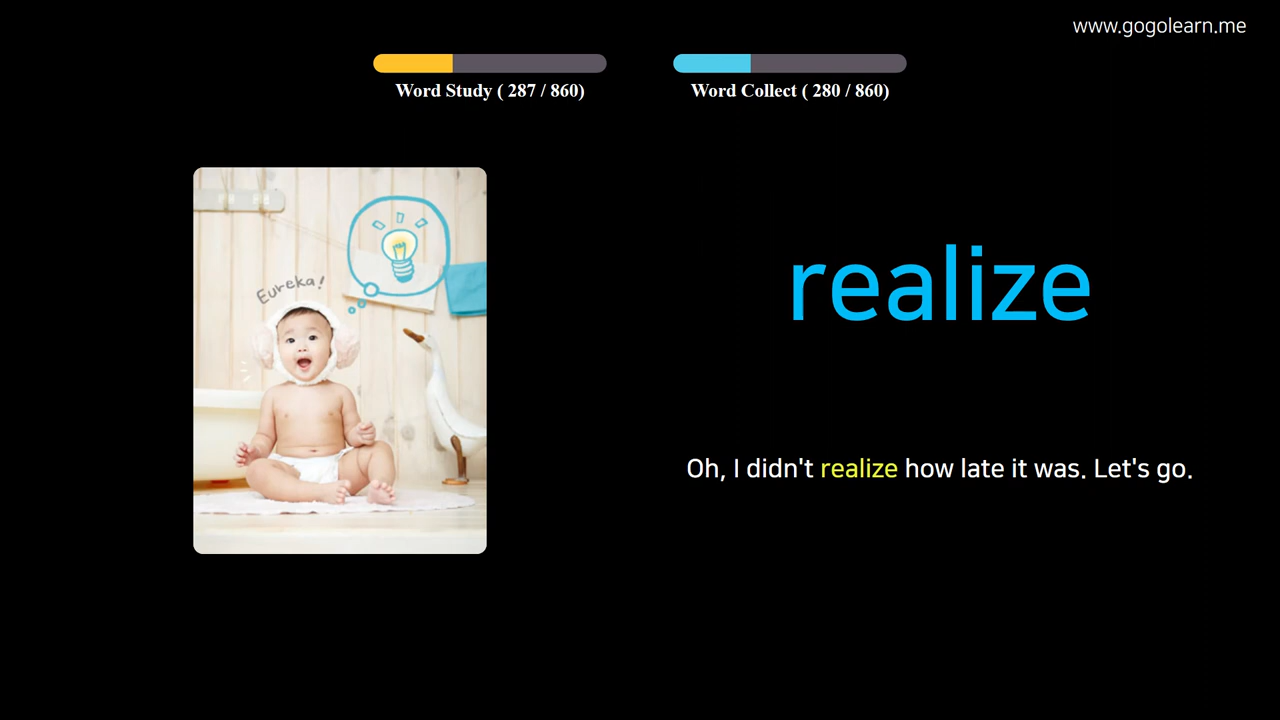 www.gogolearn.me
Word Study ( 287 / 860)
Word Collect ( 280 / 860)
Eureka!
realize
Oh, I didn't realize how late it was. Let's go.